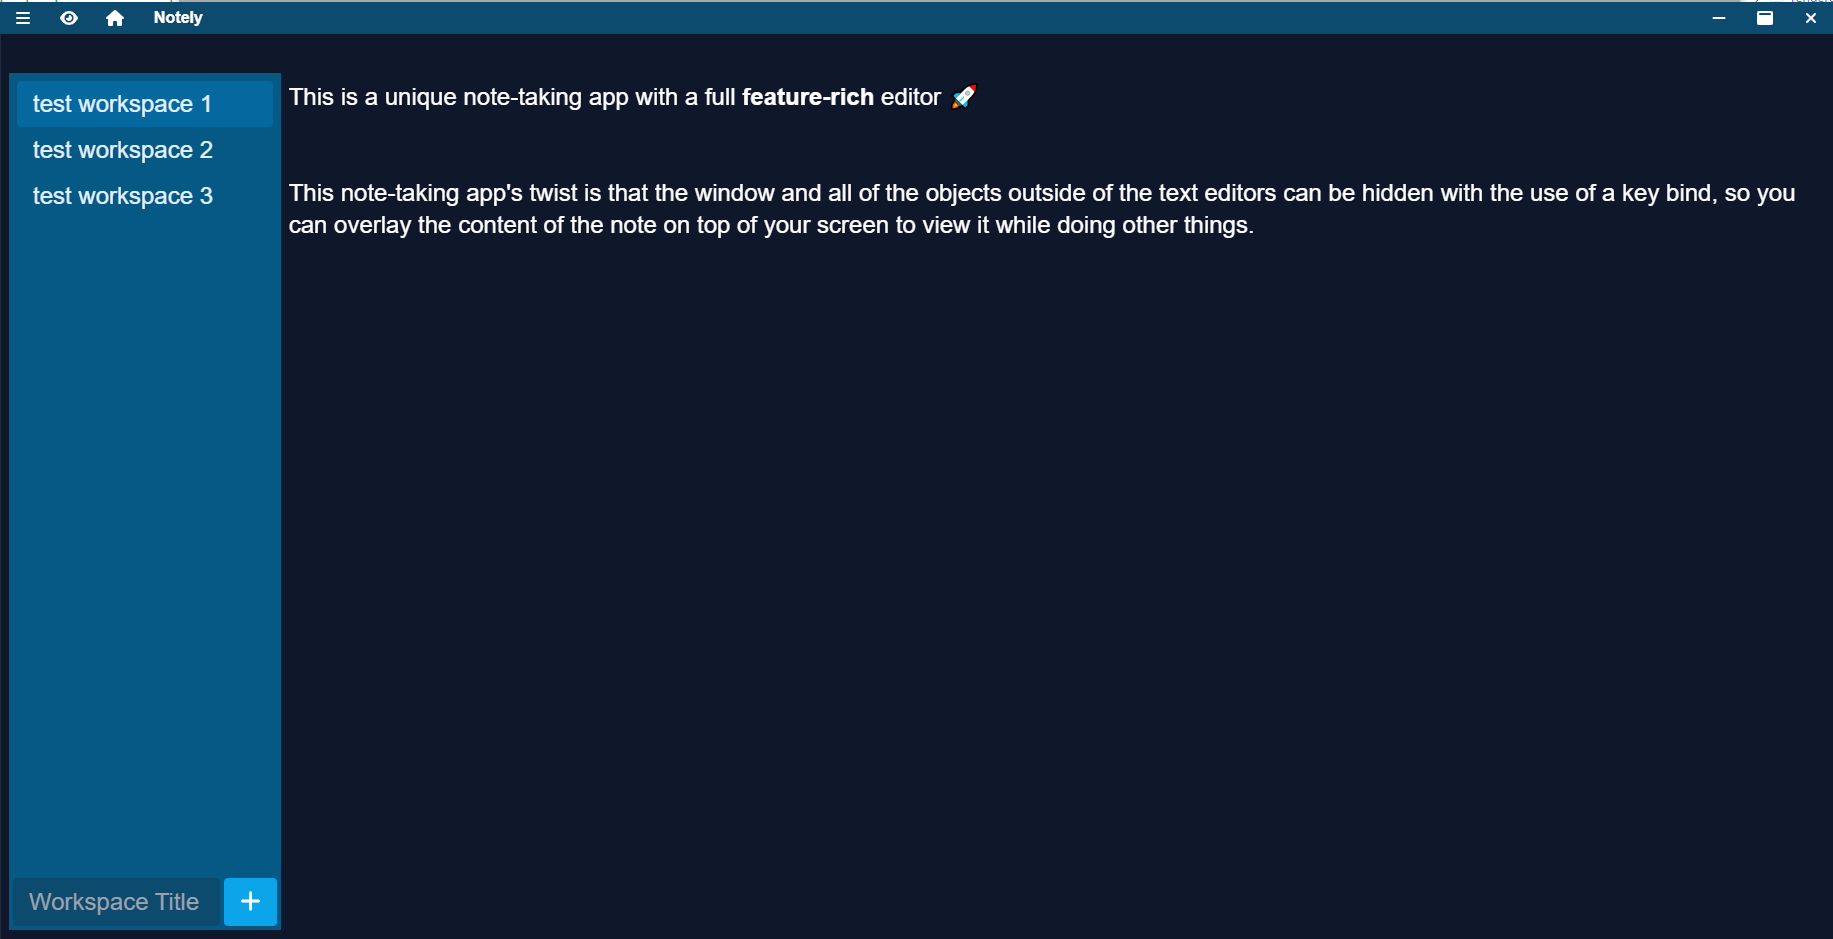 Notely
test workspace 1
test workspace 2
test workspace 3
This is a unique note-taking app with a full feature-rich editor 🚀
This note-taking app's twist is that the window and all of the objects outside of the text editors can be hidden with the use of a key bind, so you
can overlay the content of the note on top of your screen to view it while doing other things.
Workspace Title